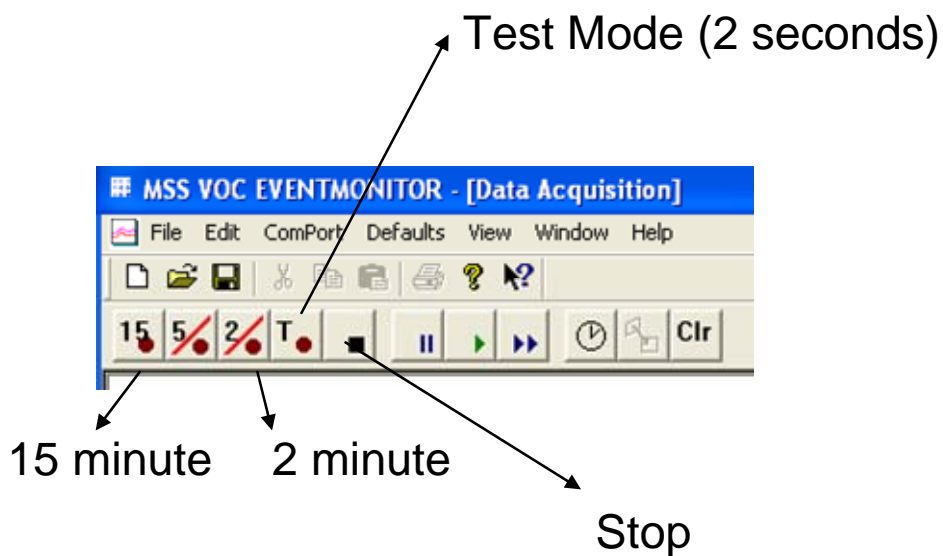 Test Mode (2 seconds)
MSS VOC EVENTMONITOR - [Data Acquisition]
File Edit ComPort Defaults View Window Help
15 5 2 T Clr
15 minute 2 minute
Stop